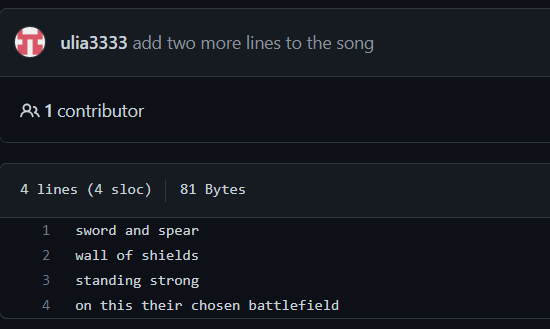 ulia3333 add two more lines to the song
1 contributor
4 lines (4 sloc) 81 Bytes
1 sword and spear
2 wall of shields
3 standing strong
4 on this their chosen battlefield